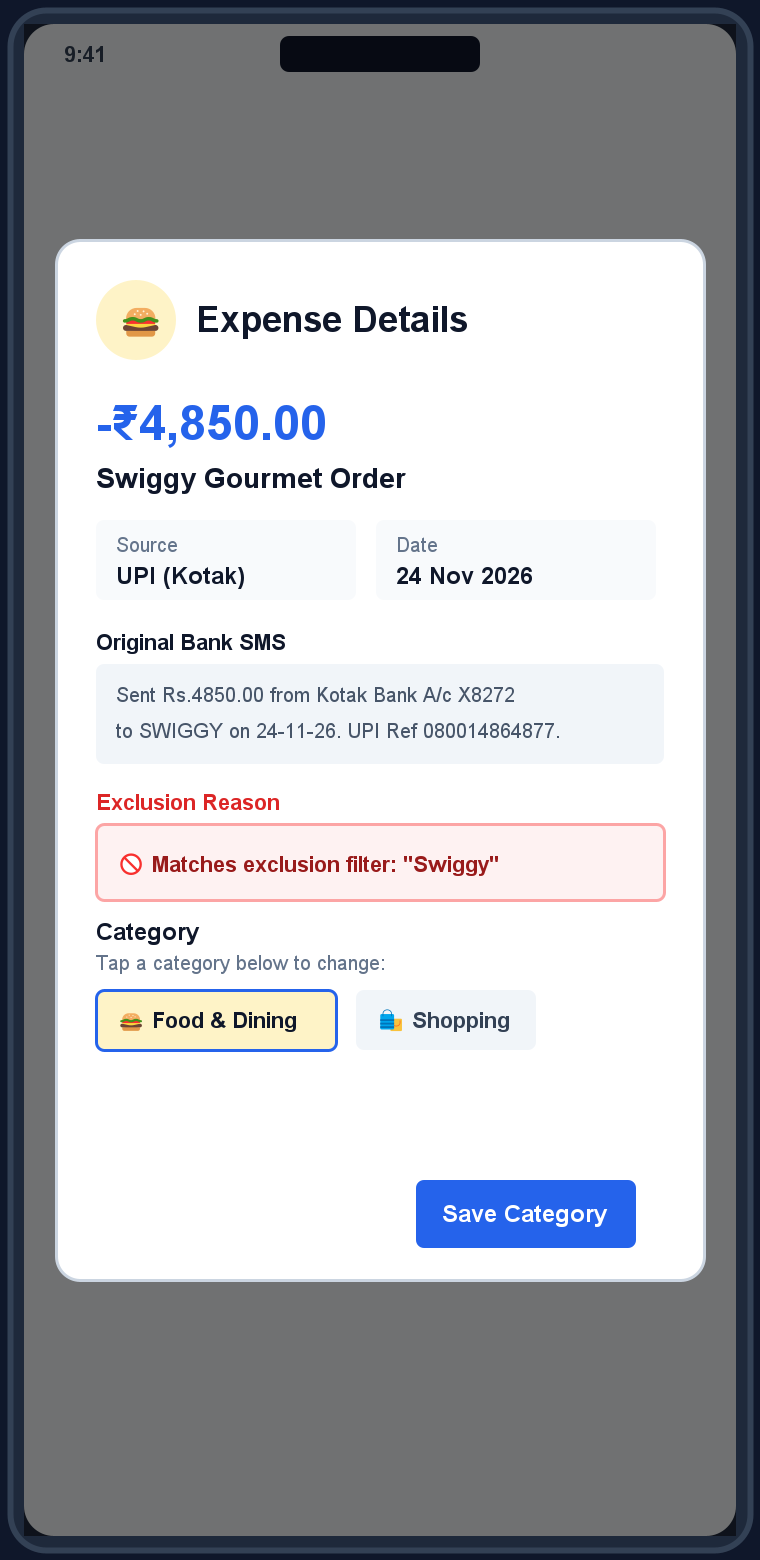 9:41
Expense Details
-₹4,850.00
Swiggy Gourmet Order
Source
UPI (Kotak)
Date
24 Nov 2026
Original Bank SMS
Sent Rs.4850.00 from Kotak Bank A/c X8272
to SWIGGY on 24-11-26. UPI Ref 080014864877.
Exclusion Reason
Matches exclusion filter: "Swiggy"
Category
Tap a category below to change:
Food & Dining
Shopping
Save Category